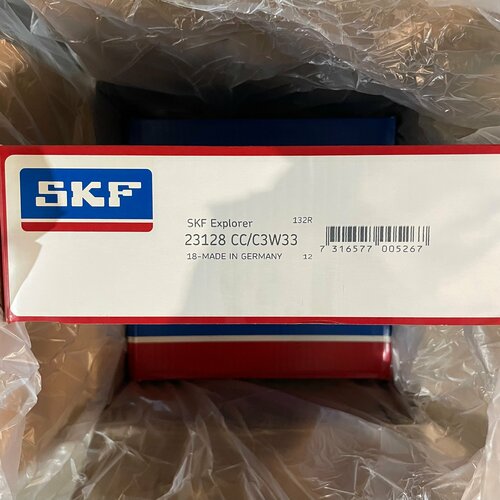 SKF
SKF Explorer 132R
23128 CC/C3W33
18-MADE IN GERMANY 12
7 316577 005267